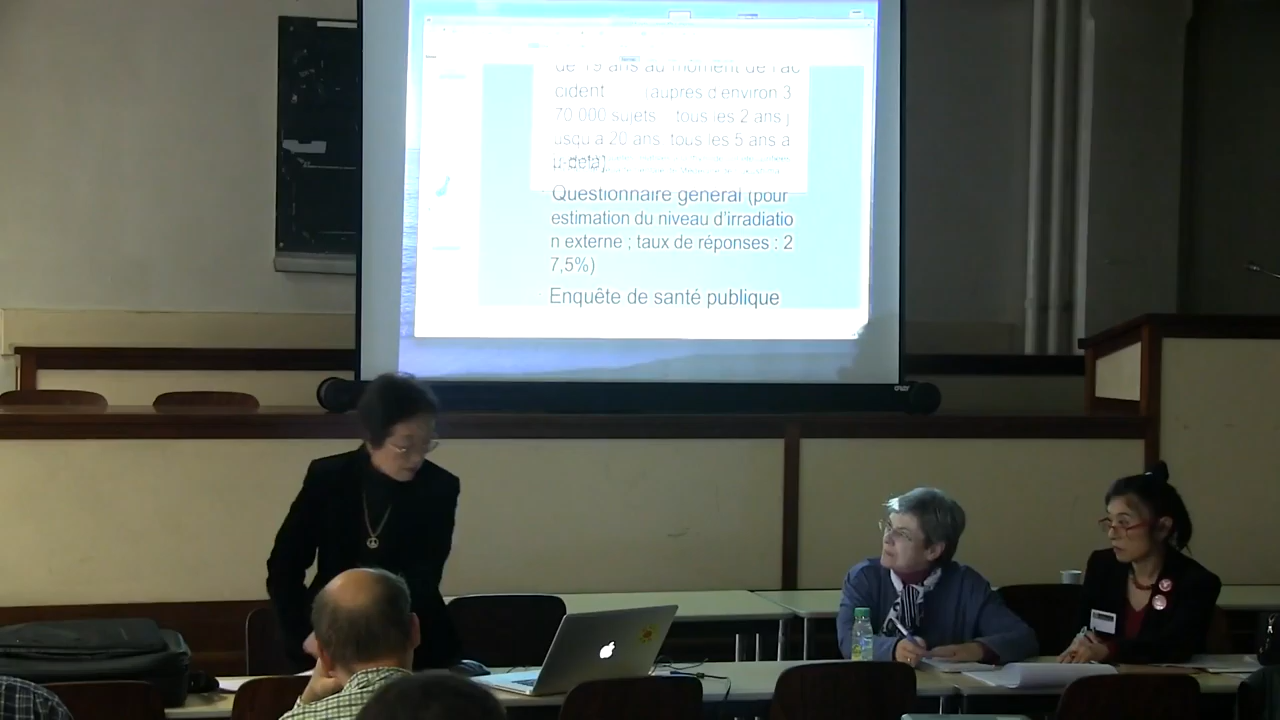 de 19 ans au moment de l'ac
cident (auprès d'environ 3
70 000 sujets tous les 2 ans j
usqu'à 20 ans tous les 5 ans a
u-delà)
Questionnaire général (pour
estimation du niveau d'irradiatio
n externe ; taux de réponses : 2
7,5%)
Enquête de santé publique